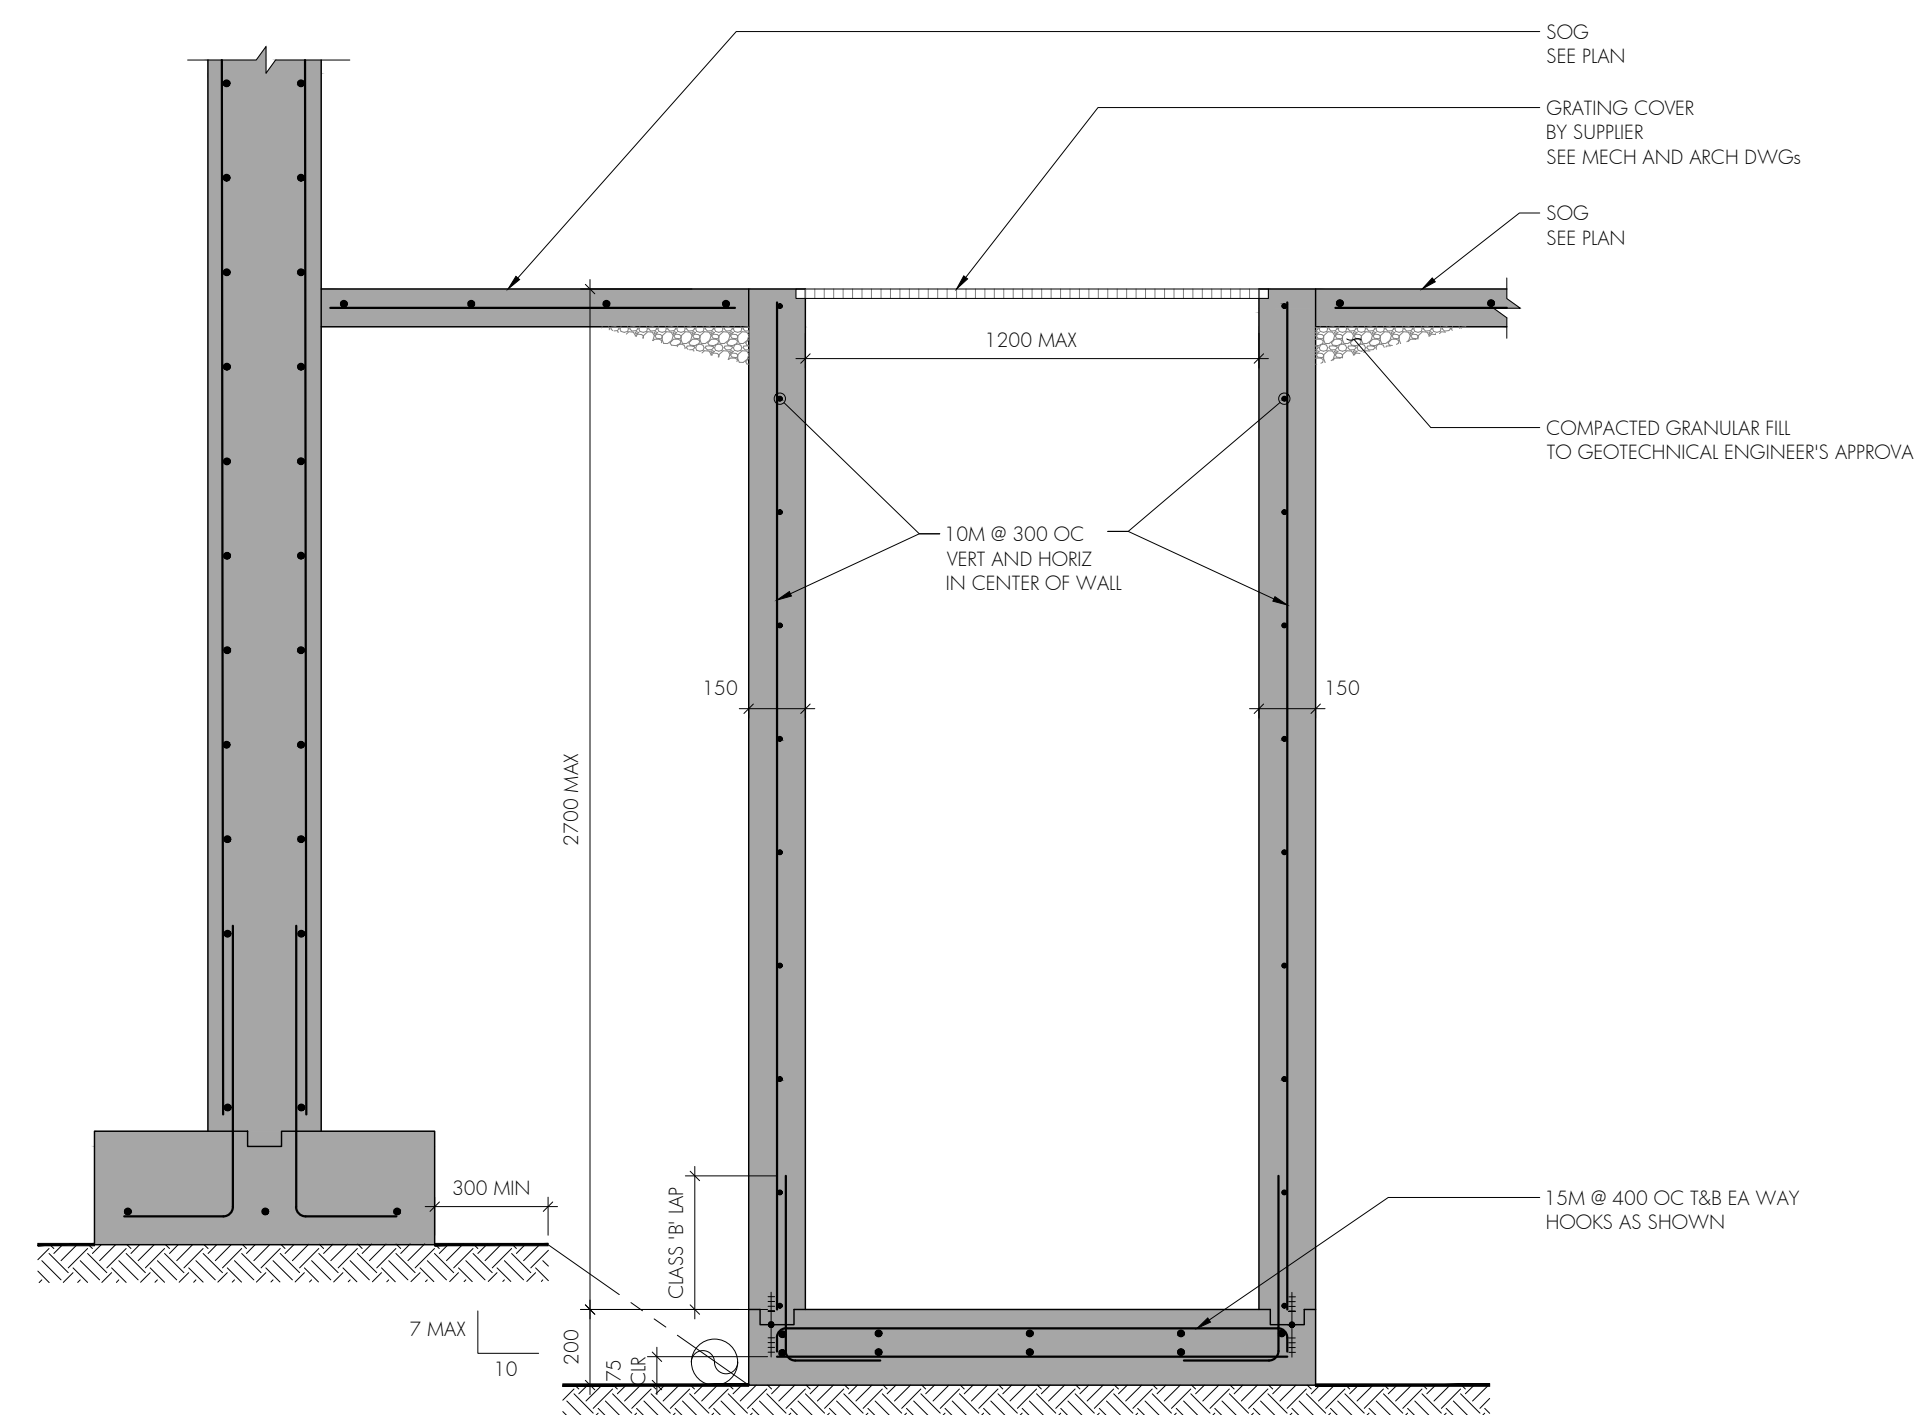 SOG
SEE PLAN
GRATING COVER
BY SUPPLIER
SEE MECH AND ARCH DWGs
SOG
SEE PLAN
1200 MAX
COMPACTED GRANULAR FILL
TO GEOTECHNICAL ENGINEER'S APPROVA
10M @ 300 OC
VERT AND HORIZ
IN CENTER OF WALL
150
150
2700 MAX
300 MIN
CLASS 'B' LAP
15M @ 400 OC T&B EA WAY
HOOKS AS SHOWN
7 MAX
10
200
75
CLR